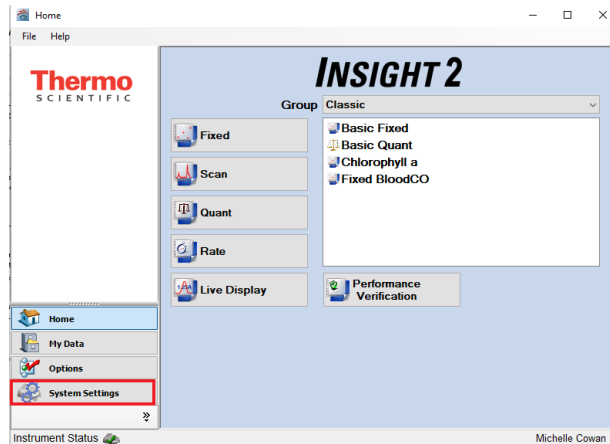 Home
File Help
Thermo
SCIENTIFIC
INSIGHT 2
Group Classic
Fixed
Scan
Quant
Rate
Live Display
Basic Fixed
Basic Quant
Chlorophyll a
Fixed BloodCO
Performance
Verification
Home
My Data
Options
System Settings
Instrument Status
Michelle Cowan